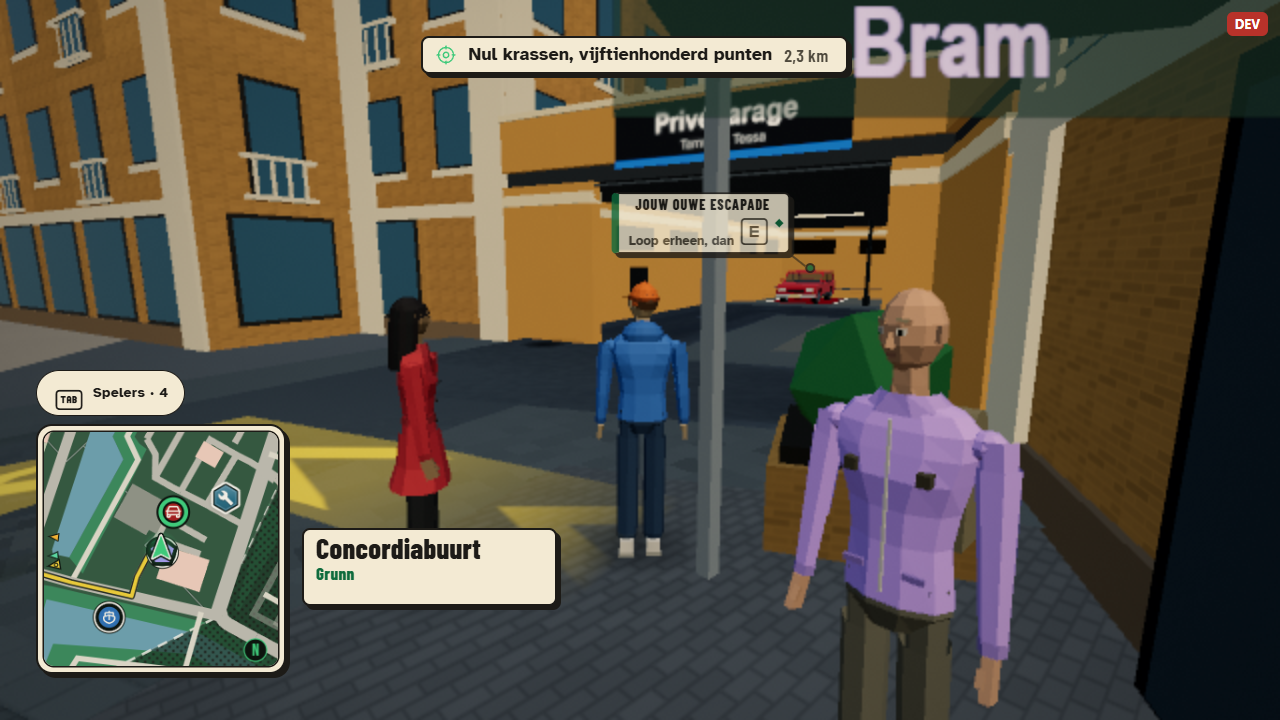 DEV
Bram
Nul krassen, vijftienhonderd punten 2,3 km
JOUW OUWE ESCAPADE
Loop erheen, dan E
TAB Spelers · 4
N
Concordiabuurt
Grunn